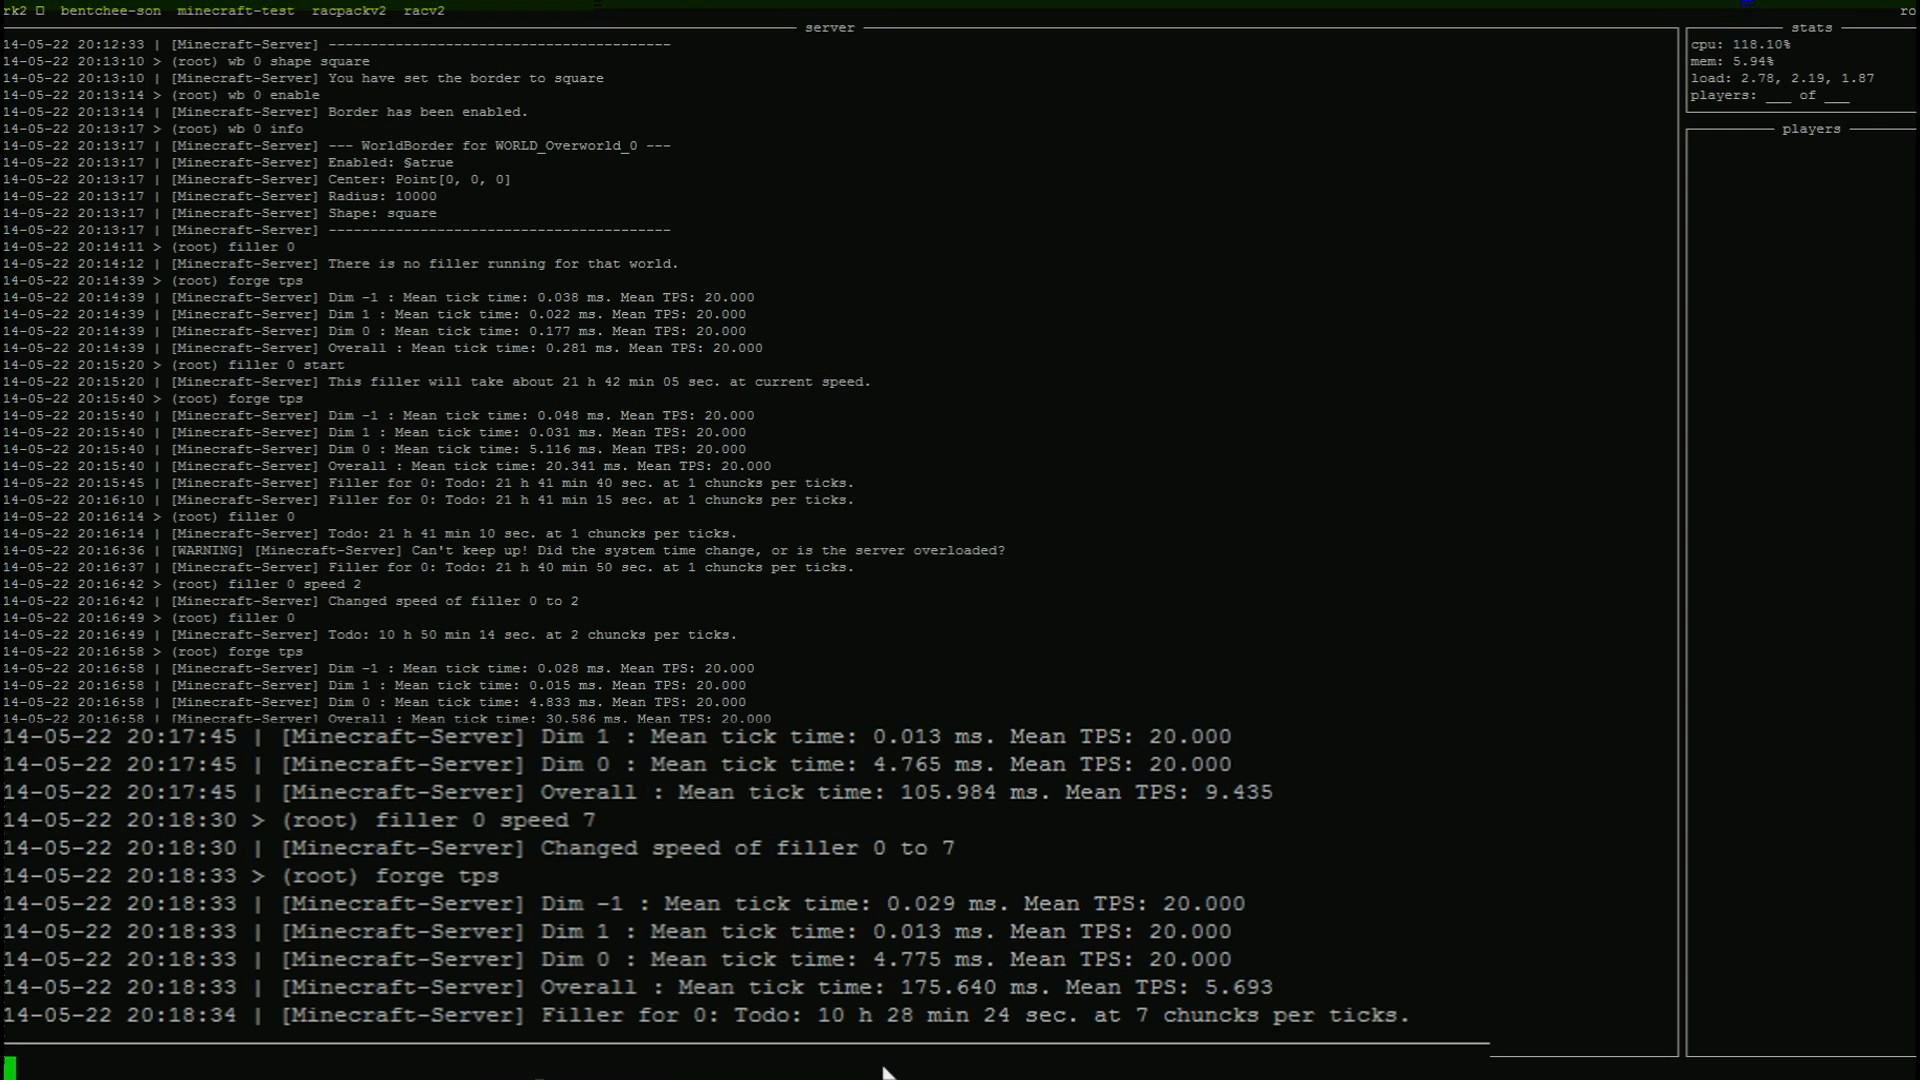 rk2 bentchee-son minecraft-test racpackv2 racv2 ro
server
stats
14-05-22 20:12:33 | [Minecraft-Server] -----------------------------------------
cpu: 118.10%
14-05-22 20:13:10 > (root) wb 0 shape square
mem: 5.94%
14-05-22 20:13:10 | [Minecraft-Server] You have set the border to square
load: 2.78, 2.19, 1.87
14-05-22 20:13:14 > (root) wb 0 enable
players: ___ of ___
14-05-22 20:13:14 | [Minecraft-Server] Border has been enabled.
14-05-22 20:13:17 > (root) wb 0 info
players
14-05-22 20:13:17 | [Minecraft-Server] --- WorldBorder for WORLD_Overworld_0 ---
14-05-22 20:13:17 | [Minecraft-Server] Enabled: §atrue
14-05-22 20:13:17 | [Minecraft-Server] Center: Point[0, 0, 0]
14-05-22 20:13:17 | [Minecraft-Server] Radius: 10000
14-05-22 20:13:17 | [Minecraft-Server] Shape: square
14-05-22 20:13:17 | [Minecraft-Server] -----------------------------------------
14-05-22 20:14:11 > (root) filler 0
14-05-22 20:14:12 | [Minecraft-Server] There is no filler running for that world.
14-05-22 20:14:39 > (root) forge tps
14-05-22 20:14:39 | [Minecraft-Server] Dim -1 : Mean tick time: 0.038 ms. Mean TPS: 20.000
14-05-22 20:14:39 | [Minecraft-Server] Dim 1 : Mean tick time: 0.022 ms. Mean TPS: 20.000
14-05-22 20:14:39 | [Minecraft-Server] Dim 0 : Mean tick time: 0.177 ms. Mean TPS: 20.000
14-05-22 20:14:39 | [Minecraft-Server] Overall : Mean tick time: 0.281 ms. Mean TPS: 20.000
14-05-22 20:15:20 > (root) filler 0 start
14-05-22 20:15:20 | [Minecraft-Server] This filler will take about 21 h 42 min 05 sec. at current speed.
14-05-22 20:15:40 > (root) forge tps
14-05-22 20:15:40 | [Minecraft-Server] Dim -1 : Mean tick time: 0.048 ms. Mean TPS: 20.000
14-05-22 20:15:40 | [Minecraft-Server] Dim 1 : Mean tick time: 0.031 ms. Mean TPS: 20.000
14-05-22 20:15:40 | [Minecraft-Server] Dim 0 : Mean tick time: 5.116 ms. Mean TPS: 20.000
14-05-22 20:15:40 | [Minecraft-Server] Overall : Mean tick time: 20.341 ms. Mean TPS: 20.000
14-05-22 20:15:45 | [Minecraft-Server] Filler for 0: Todo: 21 h 41 min 40 sec. at 1 chuncks per ticks.
14-05-22 20:16:10 | [Minecraft-Server] Filler for 0: Todo: 21 h 41 min 15 sec. at 1 chuncks per ticks.
14-05-22 20:16:14 > (root) filler 0
14-05-22 20:16:14 | [Minecraft-Server] Todo: 21 h 41 min 10 sec. at 1 chuncks per ticks.
14-05-22 20:16:36 | [WARNING] [Minecraft-Server] Can't keep up! Did the system time change, or is the server overloaded?
14-05-22 20:16:37 | [Minecraft-Server] Filler for 0: Todo: 21 h 40 min 50 sec. at 1 chuncks per ticks.
14-05-22 20:16:42 > (root) filler 0 speed 2
14-05-22 20:16:42 | [Minecraft-Server] Changed speed of filler 0 to 2
14-05-22 20:16:49 > (root) filler 0
14-05-22 20:16:49 | [Minecraft-Server] Todo: 10 h 50 min 14 sec. at 2 chuncks per ticks.
14-05-22 20:16:58 > (root) forge tps
14-05-22 20:16:58 | [Minecraft-Server] Dim -1 : Mean tick time: 0.028 ms. Mean TPS: 20.000
14-05-22 20:16:58 | [Minecraft-Server] Dim 1 : Mean tick time: 0.015 ms. Mean TPS: 20.000
14-05-22 20:16:58 | [Minecraft-Server] Dim 0 : Mean tick time: 4.833 ms. Mean TPS: 20.000
14-05-22 20:16:58 | [Minecraft-Server] Overall : Mean tick time: 30.586 ms. Mean TPS: 20.000
14-05-22 20:17:45 | [Minecraft-Server] Dim 1 : Mean tick time: 0.013 ms. Mean TPS: 20.000
14-05-22 20:17:45 | [Minecraft-Server] Dim 0 : Mean tick time: 4.765 ms. Mean TPS: 20.000
14-05-22 20:17:45 | [Minecraft-Server] Overall : Mean tick time: 105.984 ms. Mean TPS: 9.435
14-05-22 20:18:30 > (root) filler 0 speed 7
14-05-22 20:18:30 | [Minecraft-Server] Changed speed of filler 0 to 7
14-05-22 20:18:33 > (root) forge tps
14-05-22 20:18:33 | [Minecraft-Server] Dim -1 : Mean tick time: 0.029 ms. Mean TPS: 20.000
14-05-22 20:18:33 | [Minecraft-Server] Dim 1 : Mean tick time: 0.013 ms. Mean TPS: 20.000
14-05-22 20:18:33 | [Minecraft-Server] Dim 0 : Mean tick time: 4.775 ms. Mean TPS: 20.000
14-05-22 20:18:33 | [Minecraft-Server] Overall : Mean tick time: 175.640 ms. Mean TPS: 5.693
14-05-22 20:18:34 | [Minecraft-Server] Filler for 0: Todo: 10 h 28 min 24 sec. at 7 chuncks per ticks.